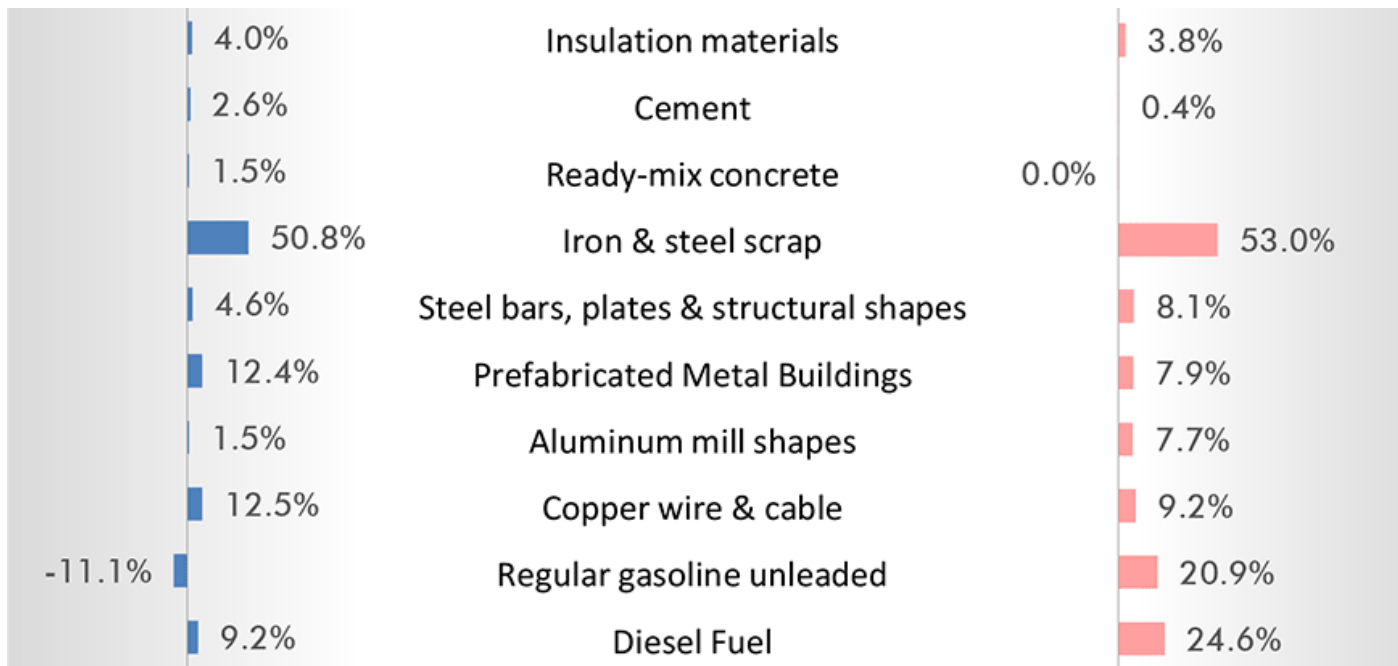 4.0% Insulation materials 3.8%
2.6% Cement 0.4%
1.5% Ready-mix concrete 0.0%
50.8% Iron & steel scrap 53.0%
4.6% Steel bars, plates & structural shapes 8.1%
12.4% Prefabricated Metal Buildings 7.9%
1.5% Aluminum mill shapes 7.7%
12.5% Copper wire & cable 9.2%
-11.1% Regular gasoline unleaded 20.9%
9.2% Diesel Fuel 24.6%